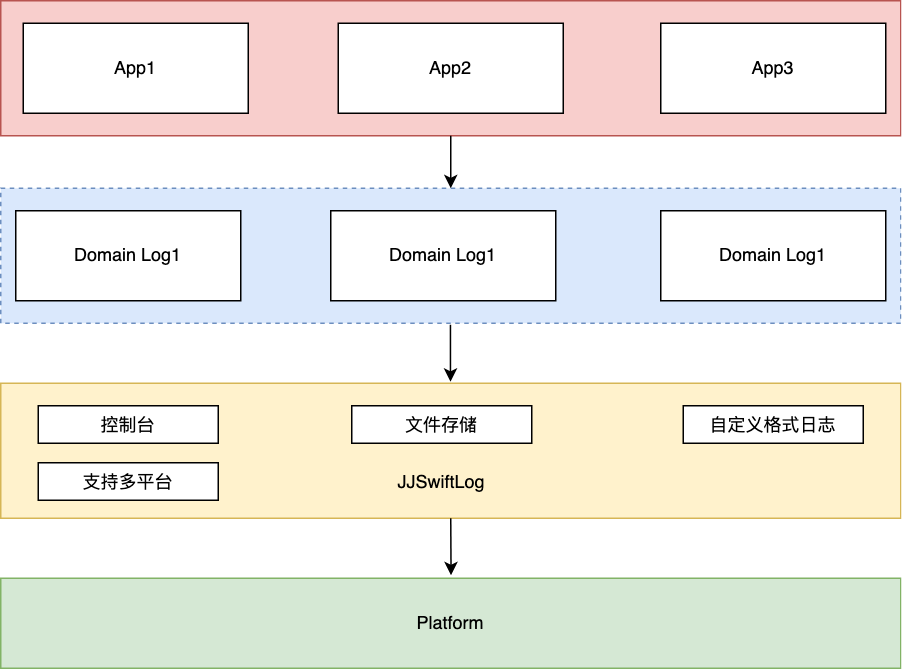 App1
App2
App3
Domain Log1
Domain Log1
Domain Log1
控制台
文件存储
自定义格式日志
支持多平台
JJSwiftLog
Platform